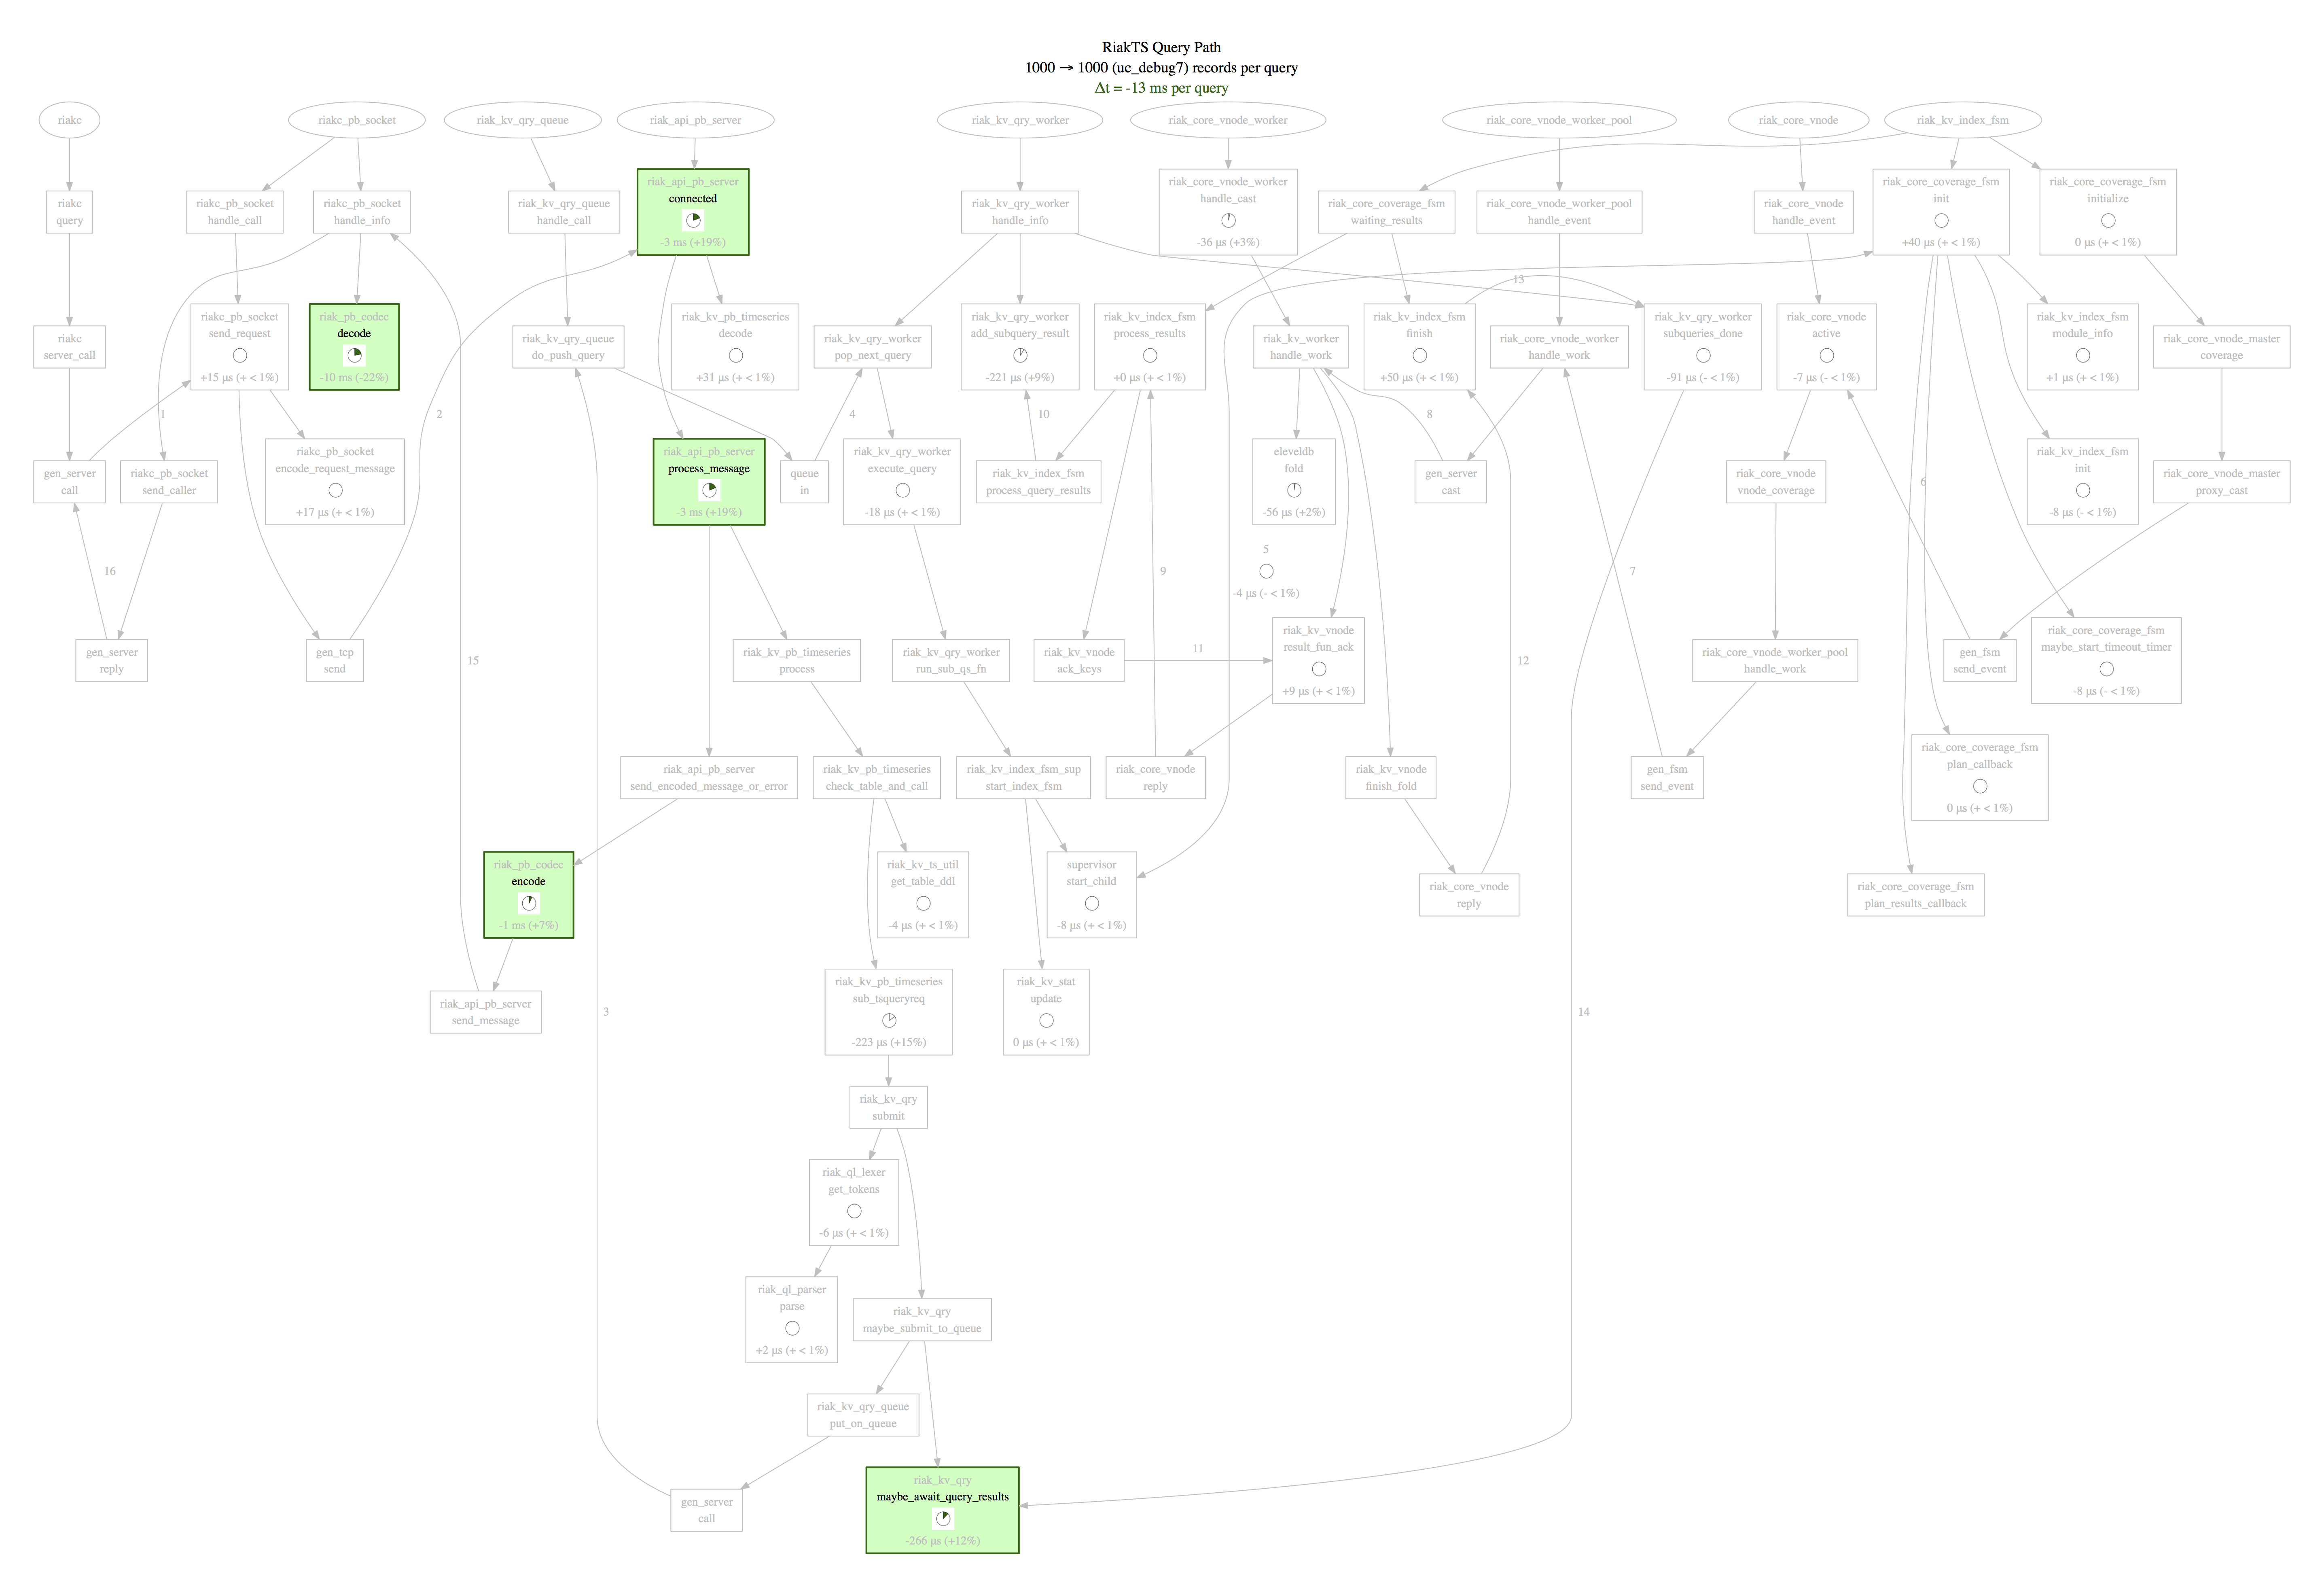 RiakTS Query Path
1000 → 1000 (uc_debug7) records per query
Δt = -13 ms per query
riakc
riakc_pb_socket
riak_kv_qry_queue
riak_api_pb_server
riak_kv_qry_worker
riak_core_vnode_worker
riak_core_vnode_worker_pool
riak_core_vnode
riak_kv_index_fsm
riakc
query
riakc_pb_socket
handle_call
riakc_pb_socket
handle_info
riak_kv_qry_queue
handle_call
riak_api_pb_server
connected
-3 ms (+19%)
riak_kv_qry_worker
handle_info
riak_core_vnode_worker
handle_cast
-36 μs (+3%)
riak_core_coverage_fsm
waiting_results
riak_core_vnode_worker_pool
handle_event
riak_core_vnode
handle_event
riak_core_coverage_fsm
init
+40 μs (+ < 1%)
riak_core_coverage_fsm
initialize
0 μs (+ < 1%)
13
riakc
server_call
riakc_pb_socket
send_request
+15 μs (+ < 1%)
riak_pb_codec
decode
-10 ms (-22%)
riak_kv_qry_queue
do_push_query
riak_kv_pb_timeseries
decode
+31 μs (+ < 1%)
riak_kv_qry_worker
pop_next_query
riak_kv_qry_worker
add_subquery_result
-221 μs (+9%)
riak_kv_index_fsm
process_results
+0 μs (+ < 1%)
riak_kv_worker
handle_work
riak_kv_index_fsm
finish
+50 μs (+ < 1%)
riak_core_vnode_worker
handle_work
riak_kv_qry_worker
subqueries_done
-91 μs (- < 1%)
riak_core_vnode
active
-7 μs (- < 1%)
riak_kv_index_fsm
module_info
+1 μs (+ < 1%)
riak_core_vnode_master
coverage
1
2
4
10
8
gen_server
call
riakc_pb_socket
send_caller
riakc_pb_socket
encode_request_message
+17 μs (+ < 1%)
riak_api_pb_server
process_message
-3 ms (+19%)
queue
in
riak_kv_qry_worker
execute_query
-18 μs (+ < 1%)
riak_kv_index_fsm
process_query_results
eleveldb
fold
-56 μs (+2%)
gen_server
cast
riak_core_vnode
vnode_coverage
6
riak_kv_index_fsm
init
-8 μs (- < 1%)
riak_core_vnode_master
proxy_cast
16
9
5
-4 μs (- < 1%)
7
gen_server
reply
gen_tcp
send
15
riak_kv_pb_timeseries
process
riak_kv_qry_worker
run_sub_qs_fn
riak_kv_vnode
ack_keys
11
riak_kv_vnode
result_fun_ack
+9 μs (+ < 1%)
12
riak_core_vnode_worker_pool
handle_work
gen_fsm
send_event
riak_core_coverage_fsm
maybe_start_timeout_timer
-8 μs (- < 1%)
riak_api_pb_server
send_encoded_message_or_error
riak_kv_pb_timeseries
check_table_and_call
riak_kv_index_fsm_sup
start_index_fsm
riak_core_vnode
reply
riak_kv_vnode
finish_fold
gen_fsm
send_event
riak_core_coverage_fsm
plan_callback
0 μs (+ < 1%)
riak_pb_codec
encode
-1 ms (+7%)
riak_kv_ts_util
get_table_ddl
-4 μs (+ < 1%)
supervisor
start_child
-8 μs (+ < 1%)
riak_core_vnode
reply
riak_core_coverage_fsm
plan_results_callback
riak_api_pb_server
send_message
3
riak_kv_pb_timeseries
sub_tsqueryreq
-223 μs (+15%)
riak_kv_stat
update
0 μs (+ < 1%)
14
riak_kv_qry
submit
riak_ql_lexer
get_tokens
-6 μs (+ < 1%)
riak_ql_parser
parse
+2 μs (+ < 1%)
riak_kv_qry
maybe_submit_to_queue
riak_kv_qry_queue
put_on_queue
gen_server
call
riak_kv_qry
maybe_await_query_results
-266 μs (+12%)